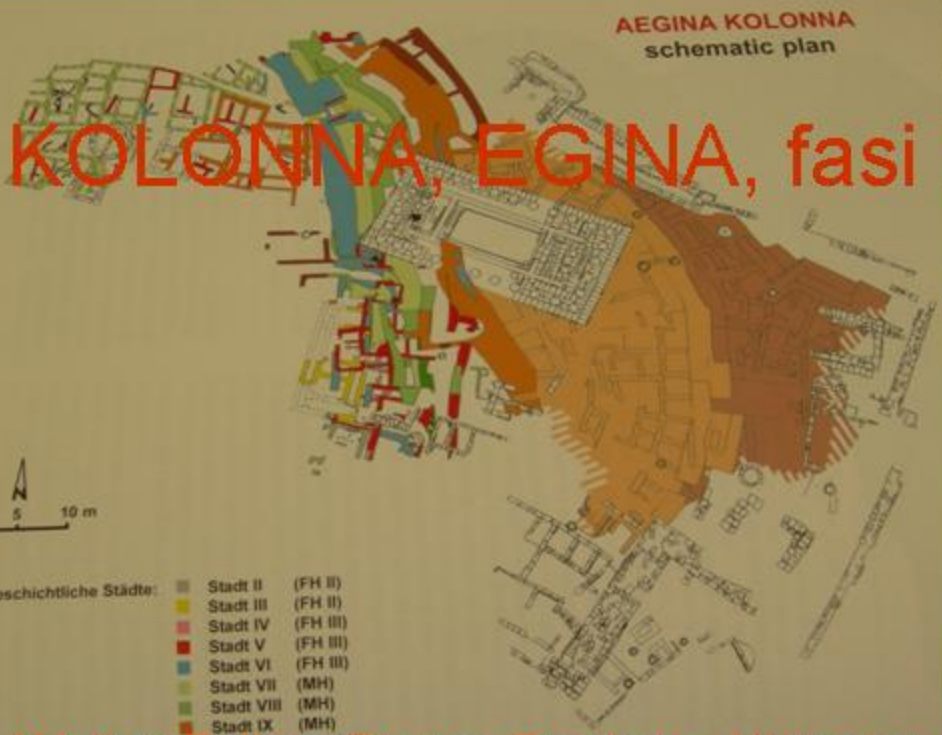 AEGINA KOLONNA
schematic plan
KOLONNA, EGINA, fasi
N
5 10 m
eschichtliche Städte:
Stadt II (FH II)
Stadt III (FH II)
Stadt IV (FH III)
Stadt V (FH III)
Stadt VI (FH III)
Stadt VII (MH)
Stadt VIII (MH)
Stadt IX (MH)